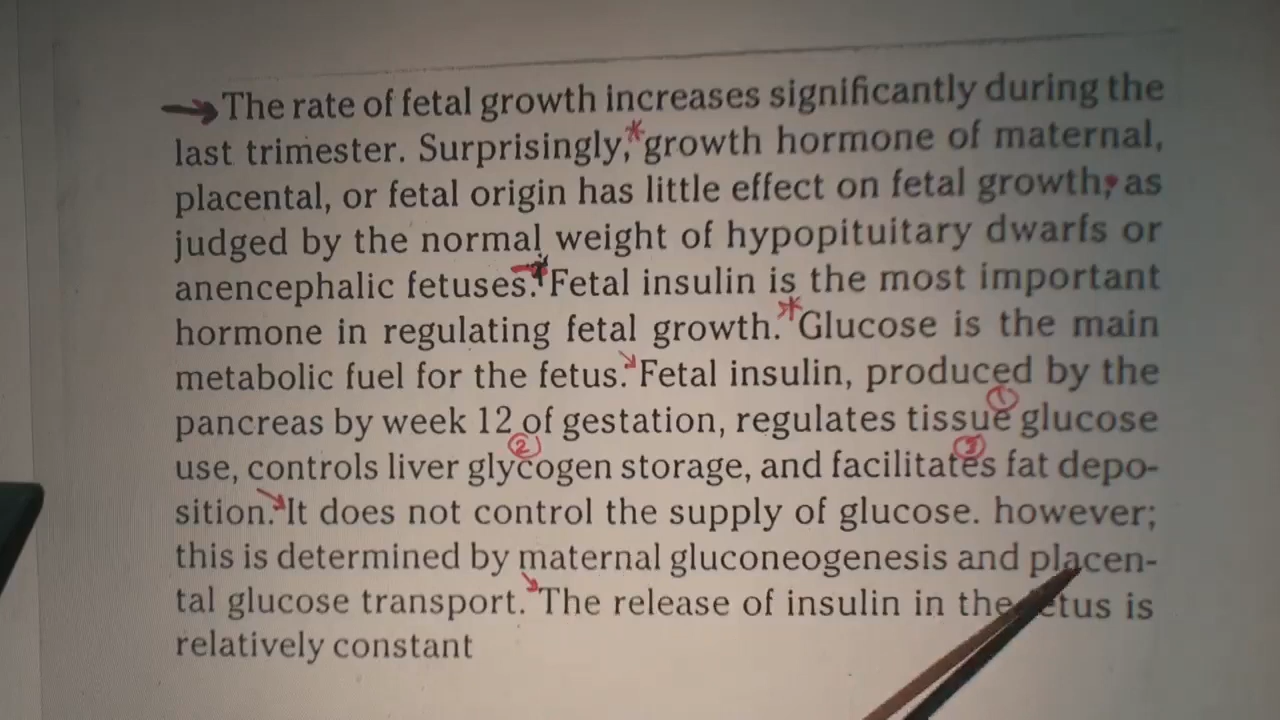 The rate of fetal growth increases significantly during the
last trimester. Surprisingly, growth hormone of maternal,
placental, or fetal origin has little effect on fetal growth, as
judged by the normal weight of hypopituitary dwarfs or
anencephalic fetuses. Fetal insulin is the most important
hormone in regulating fetal growth. Glucose is the main
metabolic fuel for the fetus. Fetal insulin, produced by the
pancreas by week 12 of gestation, regulates tissue glucose
use, controls liver glycogen storage, and facilitates fat depo-
sition. It does not control the supply of glucose. however;
this is determined by maternal gluconeogenesis and placen-
tal glucose transport. The release of insulin in the fetus is
relatively constant